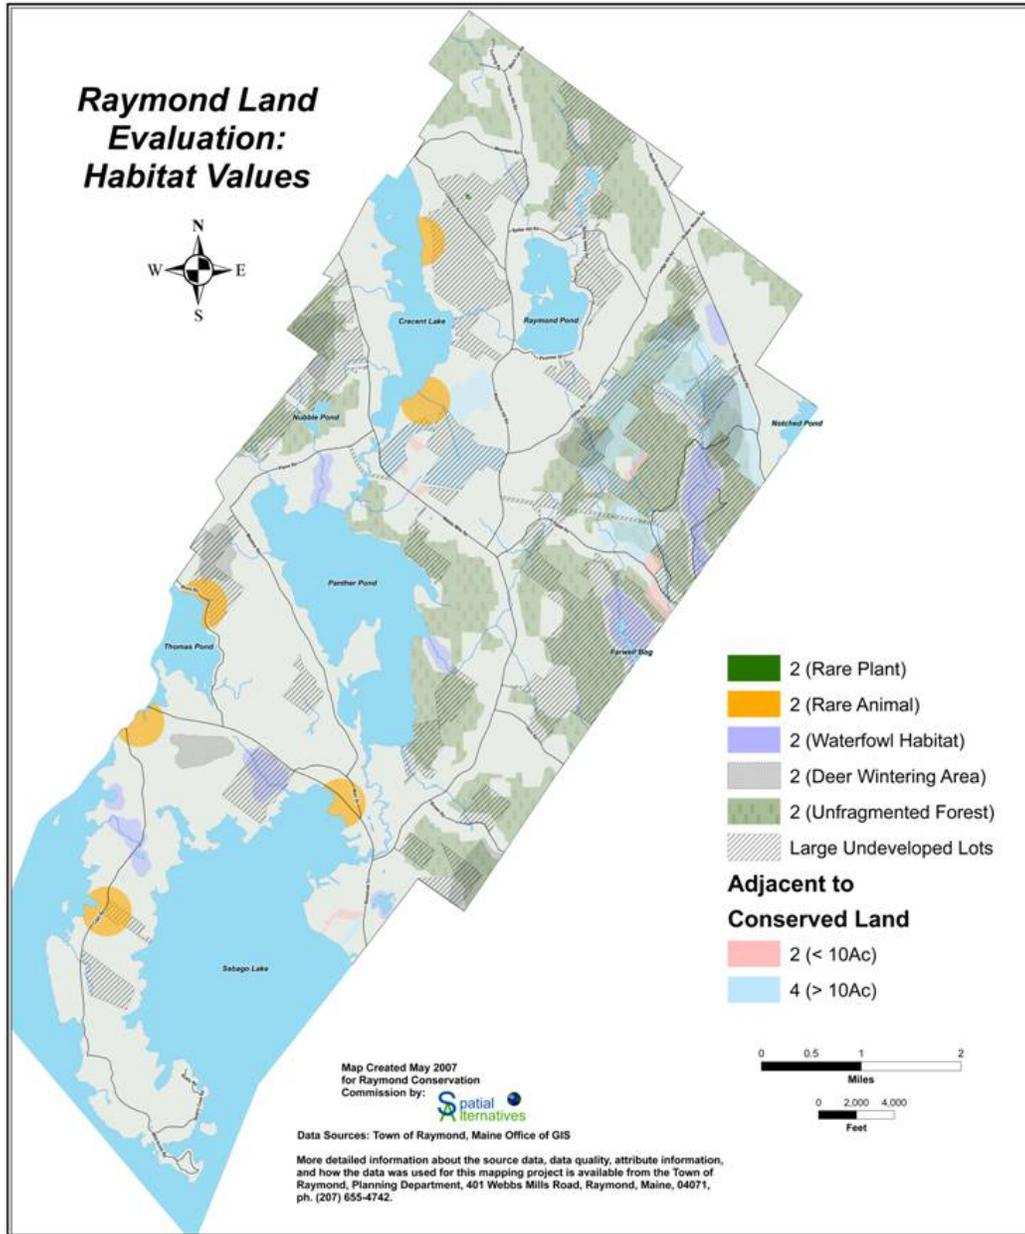 Raymond Land
Evaluation:
Habitat Values
N
W E
S
Crecent Lake
Raymond Pond
Nubble Pond
Notched Pond
Panther Pond
Thomas Pond
Farwell Bog
Sebago Lake
2 (Rare Plant)
2 (Rare Animal)
2 (Waterfowl Habitat)
2 (Deer Wintering Area)
2 (Unfragmented Forest)
Large Undeveloped Lots
Adjacent to
Conserved Land
2 (< 10Ac)
4 (> 10Ac)
0 0.5 1 2
Miles
0 2,000 4,000
Feet
Map Created May 2007
for Raymond Conservation
Commission by:
Spatial
Alternatives
Data Sources: Town of Raymond, Maine Office of GIS
More detailed information about the source data, data quality, attribute information,
and how the data was used for this mapping project is available from the Town of
Raymond, Planning Department, 401 Webbs Mills Road, Raymond, Maine, 04071,
ph. (207) 655-4742.